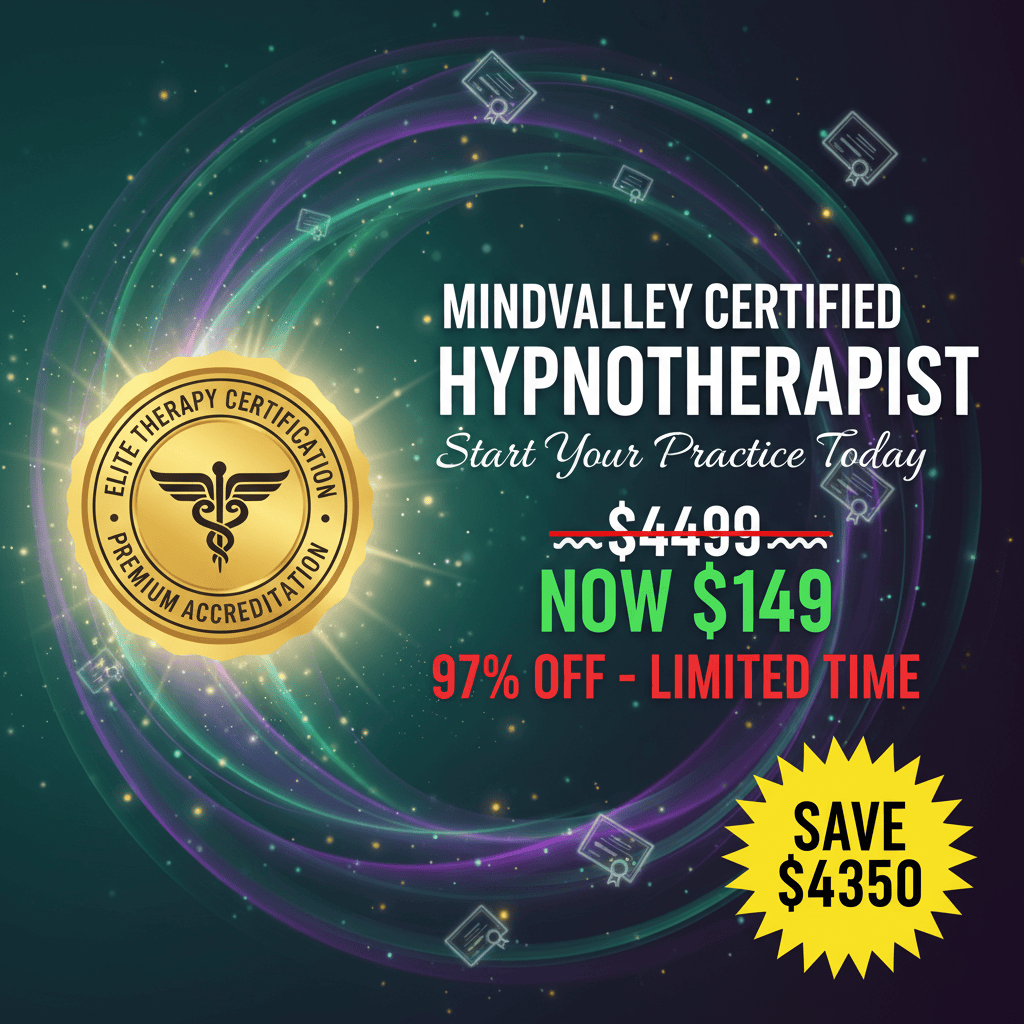 ELITE THERAPY CERTIFICATION
PREMIUM ACCREDITATION
MINDVALLEY CERTIFIED
HYPNOTHERAPIST
Start Your Practice Today
$4499
NOW $149
97% OFF - LIMITED TIME
SAVE
$4350